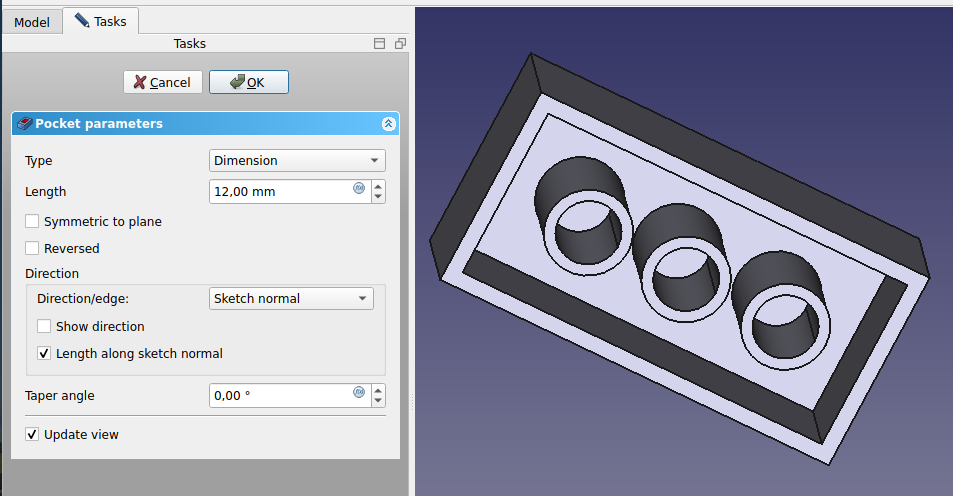 Model
Tasks
Tasks
Cancel
OK
Pocket parameters
Type
Dimension
Length
12,00 mm
Symmetric to plane
Reversed
Direction
Direction/edge:
Sketch normal
Show direction
Length along sketch normal
Taper angle
0,00 °
Update view